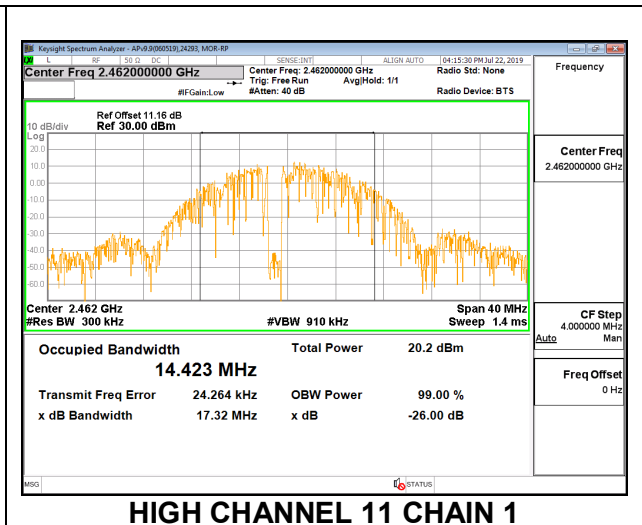 Keysight Spectrum Analyzer - APv9.9(060519),24293, MOR-RP
L RF 50 Ω DC SENSE:INT ALIGN AUTO 04:15:30 PM Jul 22, 2019
Center Freq 2.462000000 GHz
Center Freq: 2.462000000 GHz Radio Std: None
Trig: Free Run Avg|Hold: 1/1
#IFGain:Low #Atten: 40 dB Radio Device: BTS
Frequency
Ref Offset 11.16 dB
10 dB/div Ref 30.00 dBm
Log
20.0
10.0
0.00
-10.0
-20.0
-30.0
-40.0
-50.0
-60.0
Center Freq
2.462000000 GHz
Center 2.462 GHz Span 40 MHz
#Res BW 300 kHz #VBW 910 kHz Sweep 1.4 ms
CF Step
4.000000 MHz
Auto Man
Occupied Bandwidth Total Power 20.2 dBm
14.423 MHz
Transmit Freq Error 24.264 kHz OBW Power 99.00 %
x dB Bandwidth 17.32 MHz x dB -26.00 dB
Freq Offset
0 Hz
MSG STATUS
HIGH CHANNEL 11 CHAIN 1